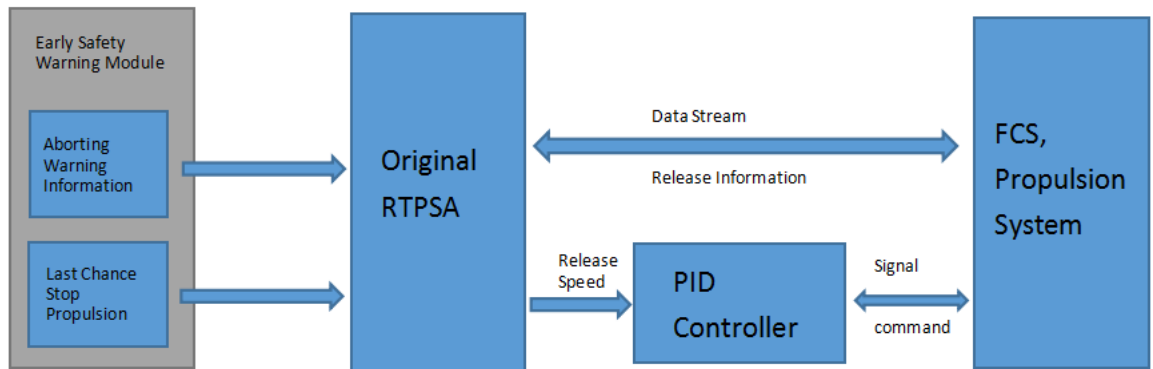 Early Safety
Warning Module
Aborting
Warning
Information
Last Chance
Stop
Propulsion
Original
RTPSA
Data Stream
Release Information
Release
Speed
PID
Controller
Signal
command
FCS,
Propulsion
System